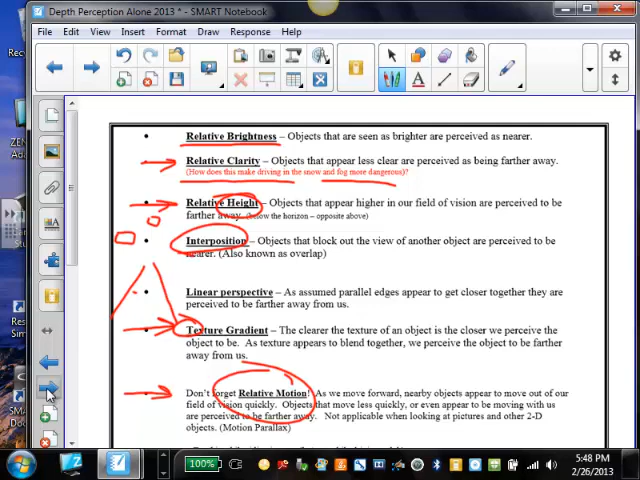 Depth Perception Alone 2013 * - SMART Notebook
File Edit View Insert Format Draw Response Help
• Relative Brightness – Objects that are seen as brighter are perceived as nearer.
Relative Clarity – Objects that appear less clear are perceived as being farther away.
(How does this make driving in the snow and fog more dangerous)?
Relative Height – Objects that appear higher in our field of vision are perceived to be
farther away. (below the horizon – opposite above)
• Interposition – Objects that block out the view of another object are perceived to be
nearer. (Also known as overlap)
• Linear perspective – As assumed parallel edges appear to get closer together they are
perceived to be farther away from us.
• Texture Gradient – The clearer the texture of an object is the closer we perceive the
object to be. As texture appears to blend together, we perceive the object to be farther
away from us.
• Don't forget Relative Motion! As we move forward, nearby objects appear to move out of our
field of vision quickly. Objects that move less quickly, or even appear to be moving with us
are perceived to be farther away. Not applicable when looking at pictures and other 2-D
objects. (Motion Parallax)
100%
5:48 PM
2/26/2013